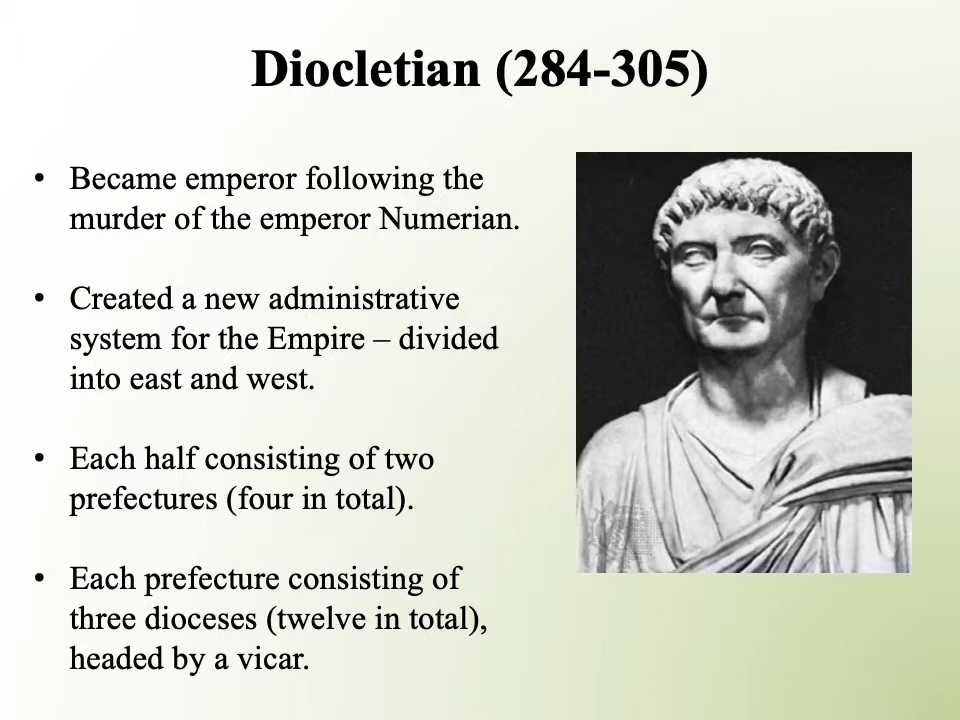 Diocletian (284-305)
• Became emperor following the
murder of the emperor Numerian.
• Created a new administrative
system for the Empire – divided
into east and west.
• Each half consisting of two
prefectures (four in total).
• Each prefecture consisting of
three dioceses (twelve in total),
headed by a vicar.